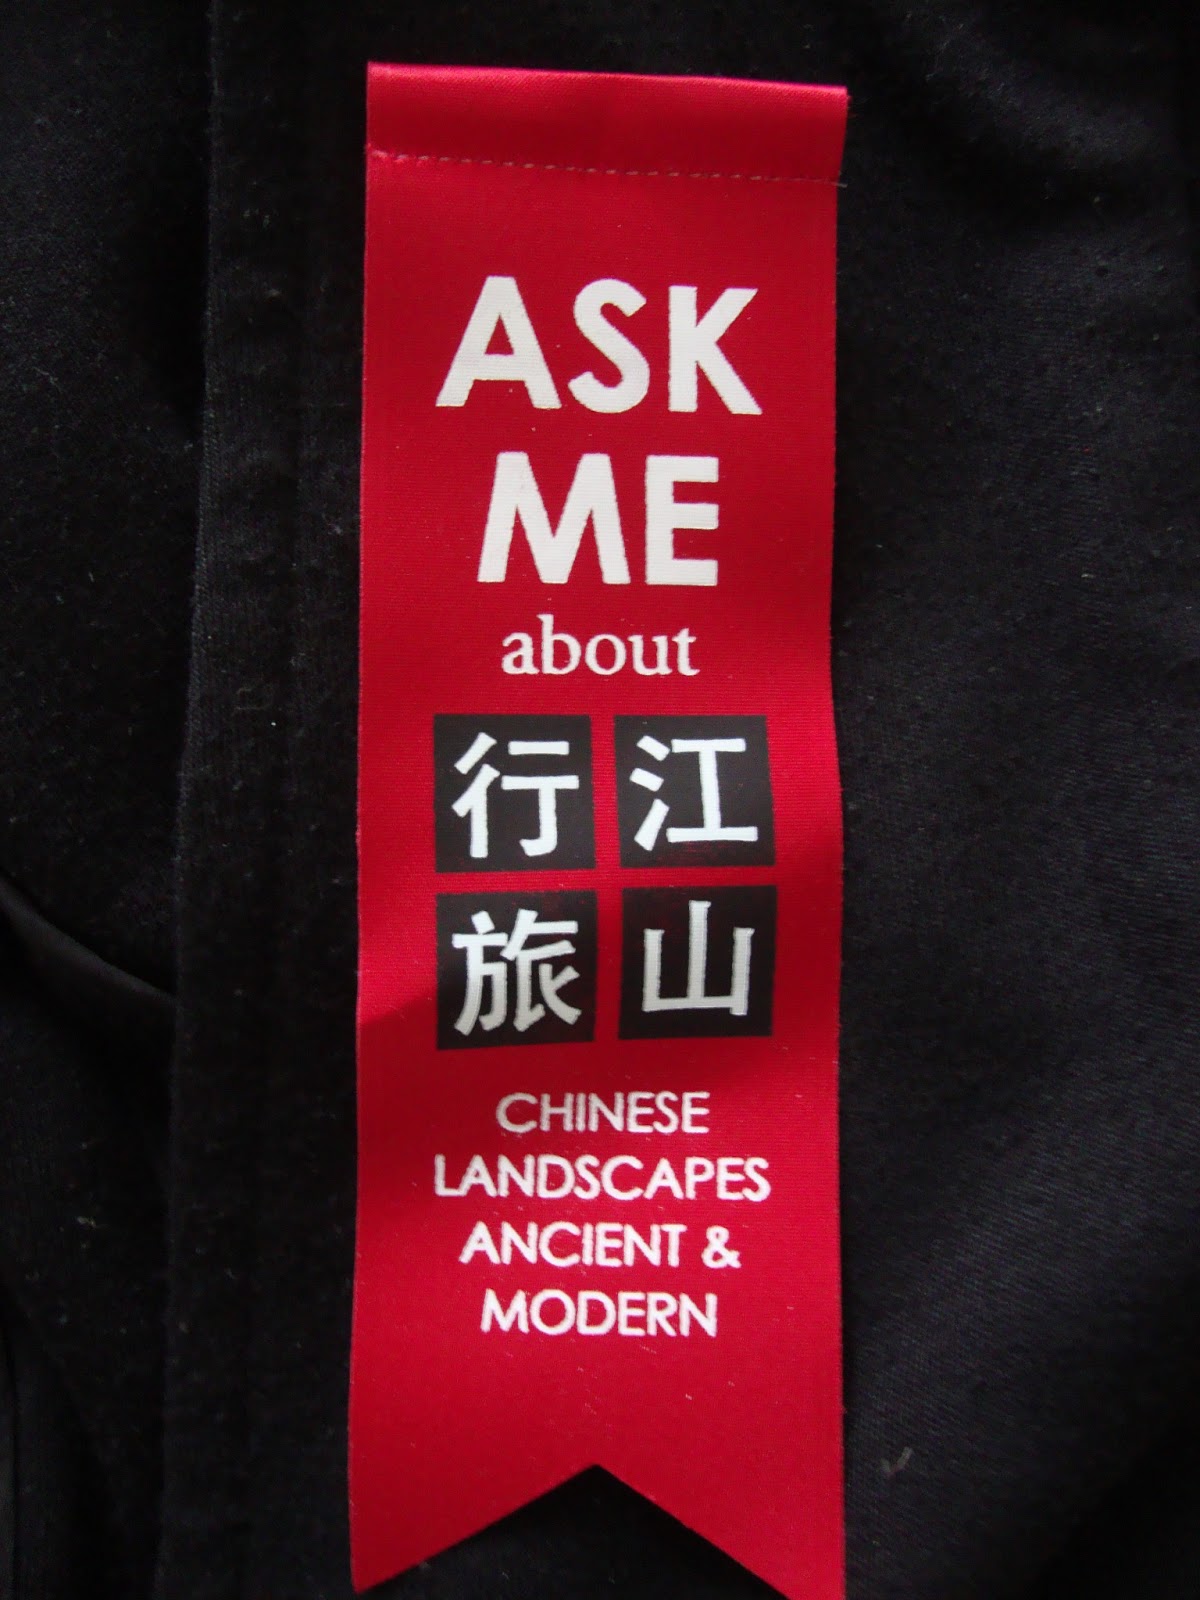 ASK
ME
about
江山
行旅
CHINESE
LANDSCAPES
ANCIENT &
MODERN